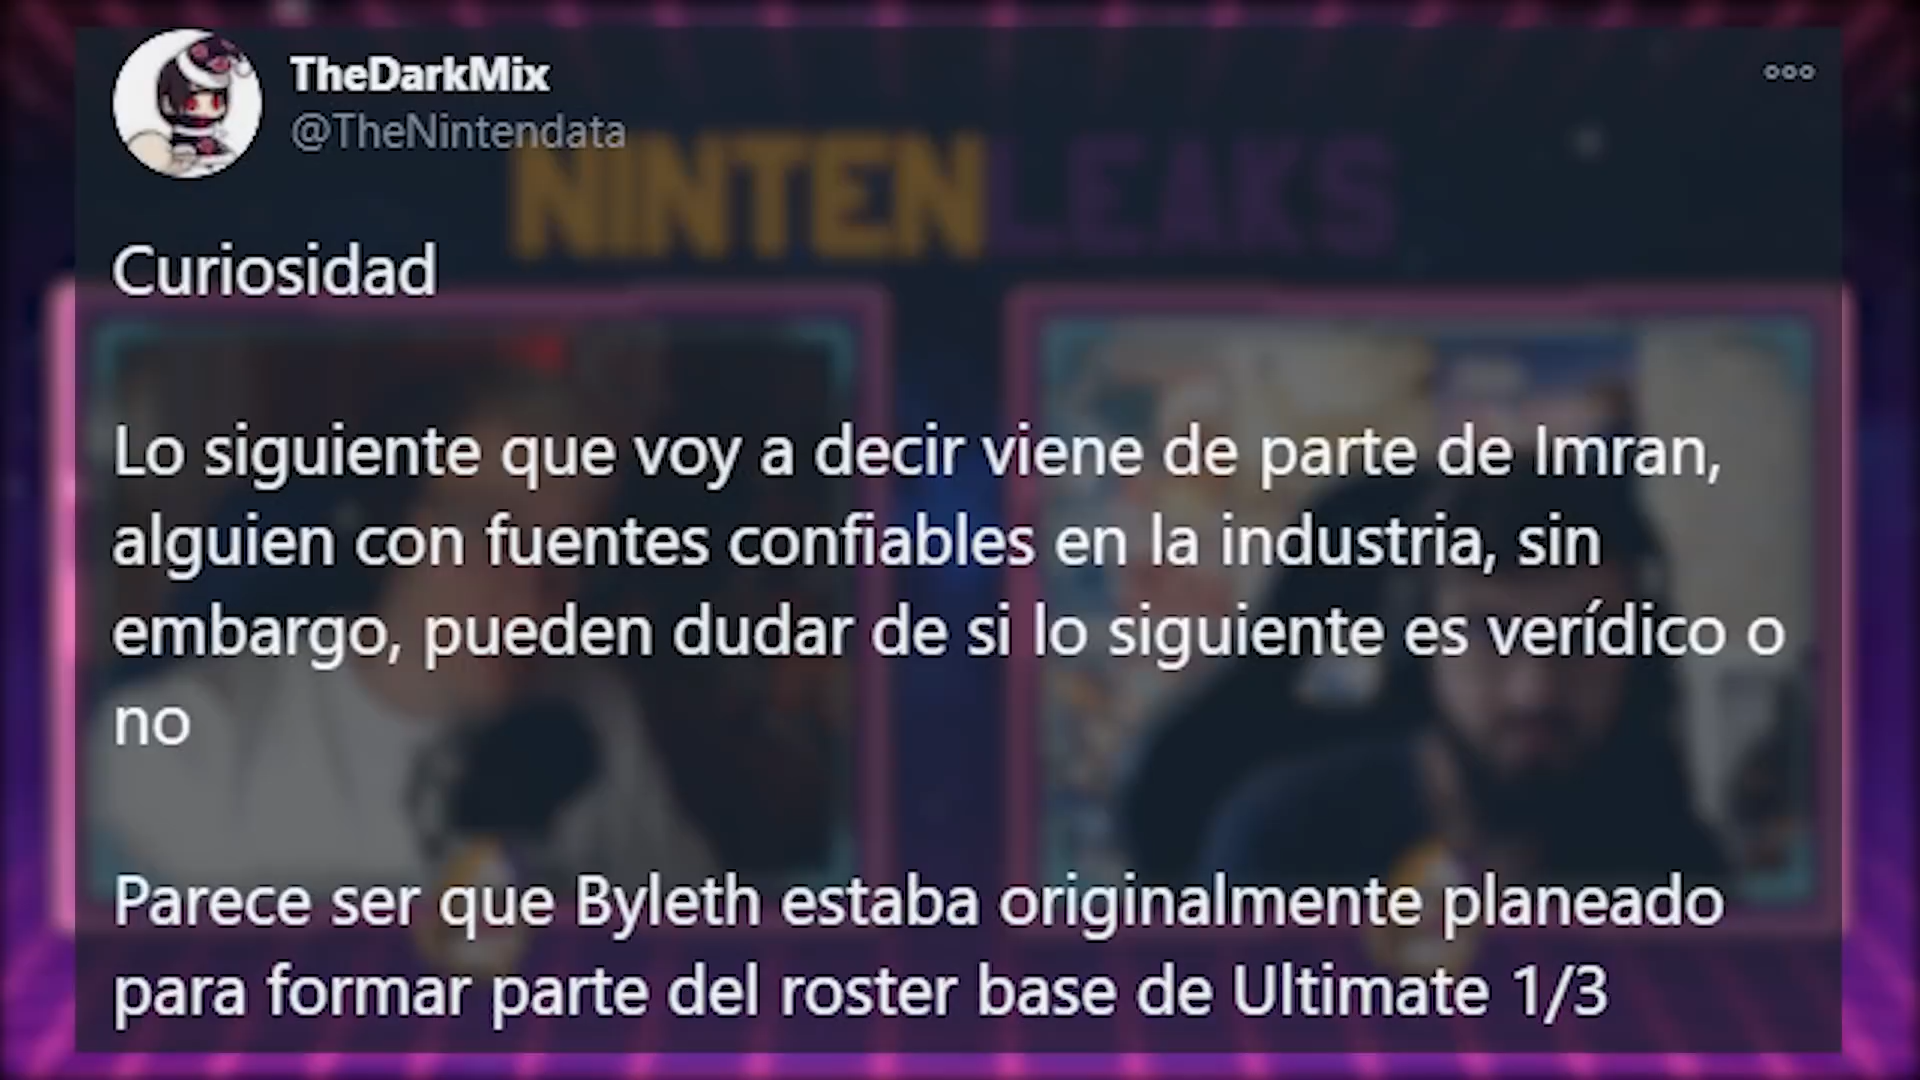 TheDarkMix
@TheNintendata
NINTENLEAKS
Curiosidad
Lo siguiente que voy a decir viene de parte de Imran,
alguien con fuentes confiables en la industria, sin
embargo, pueden dudar de si lo siguiente es verídico o
no
Parece ser que Byleth estaba originalmente planeado
para formar parte del roster base de Ultimate 1/3